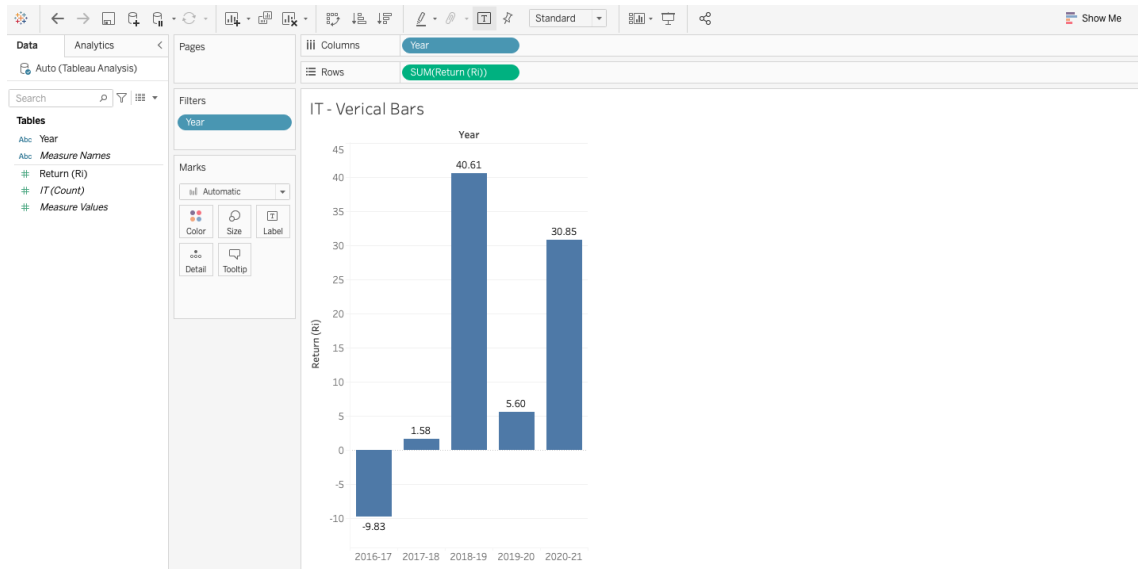 Standard
Show Me
Data
Analytics
Auto (Tableau Analysis)
Search
Tables
Abc Year
Abc Measure Names
# Return (Ri)
# IT (Count)
# Measure Values
Pages
Filters
Year
Marks
Automatic
Color
Size
T
Label
Detail
Tooltip
iii Columns
Year
Rows
SUM(Return (Ri))
IT - Verical Bars
Year
45
40
35
30
25
20
15
10
5
0
-5
-10
Return (Ri)
-9.83
1.58
40.61
5.60
30.85
2016-17 2017-18 2018-19 2019-20 2020-21